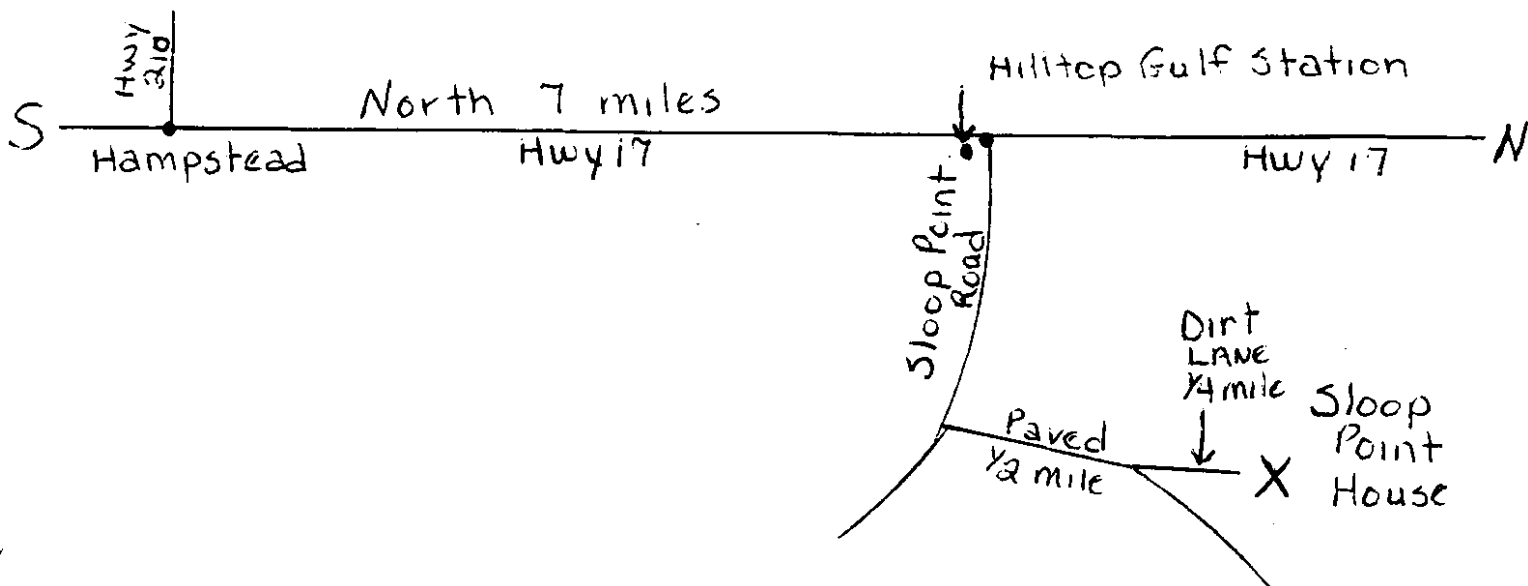 Hwy
210
Hilltop Gulf Station
North 7 miles
S
N
Hampstead
Hwy 17
Hwy 17
Sloop Point
Road
Dirt
LANE
1/4 mile
Sloop
Point
House
Paved
1/2 mile
X